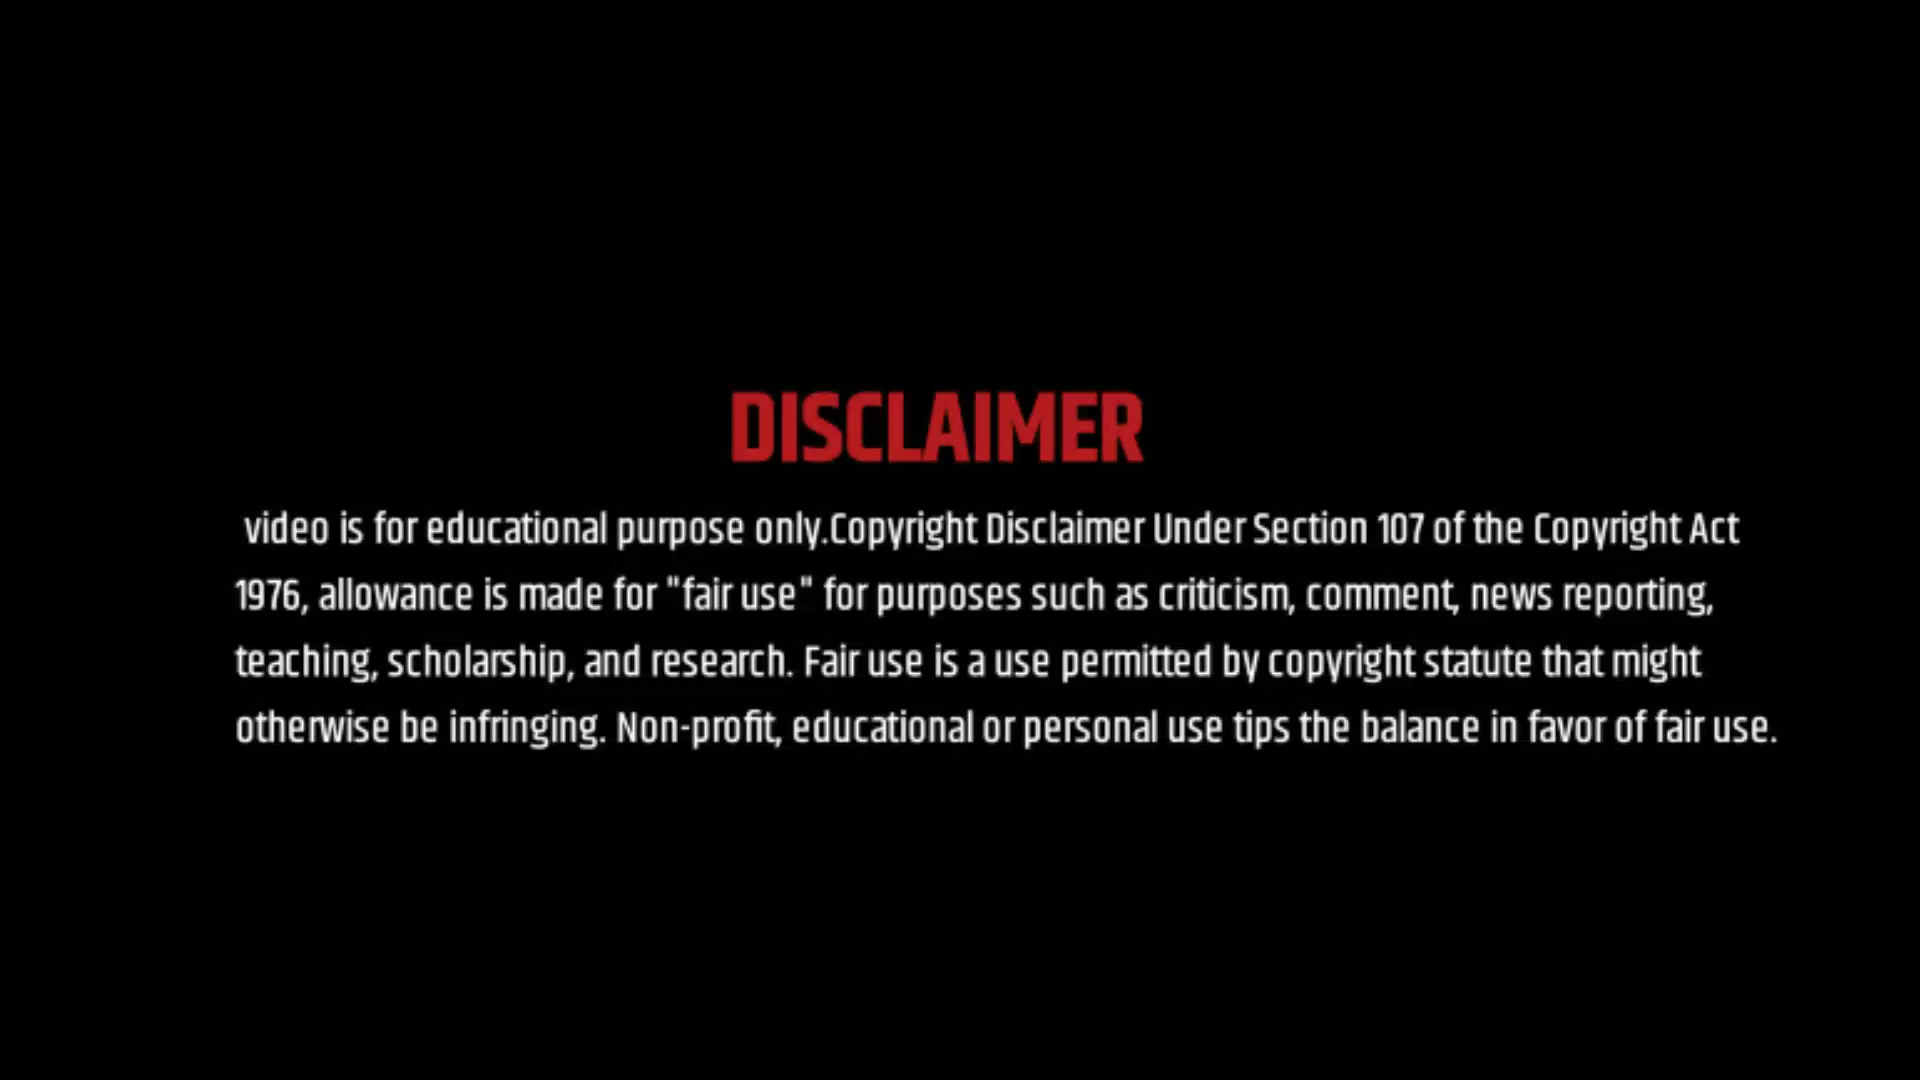 DISCLAIMER
video is for educational purpose only.Copyright Disclaimer Under Section 107 of the Copyright Act
1976, allowance is made for "fair use" for purposes such as criticism, comment, news reporting,
teaching, scholarship, and research. Fair use is a use permitted by copyright statute that might
otherwise be infringing. Non-profit, educational or personal use tips the balance in favor of fair use.